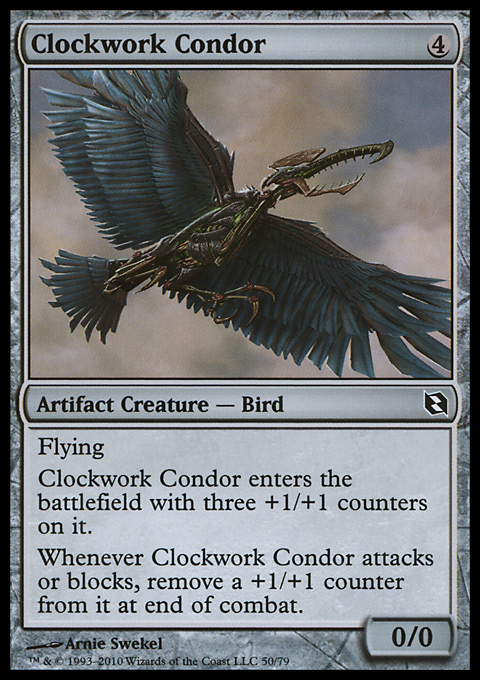 Clockwork Condor 4
Artifact Creature — Bird
Flying
Clockwork Condor enters the
battlefield with three +1/+1 counters
on it.
Whenever Clockwork Condor attacks
or blocks, remove a +1/+1 counter
from it at end of combat.
Arnie Swekel
0/0
™ & © 1993–2010 Wizards of the Coast LLC 50/79